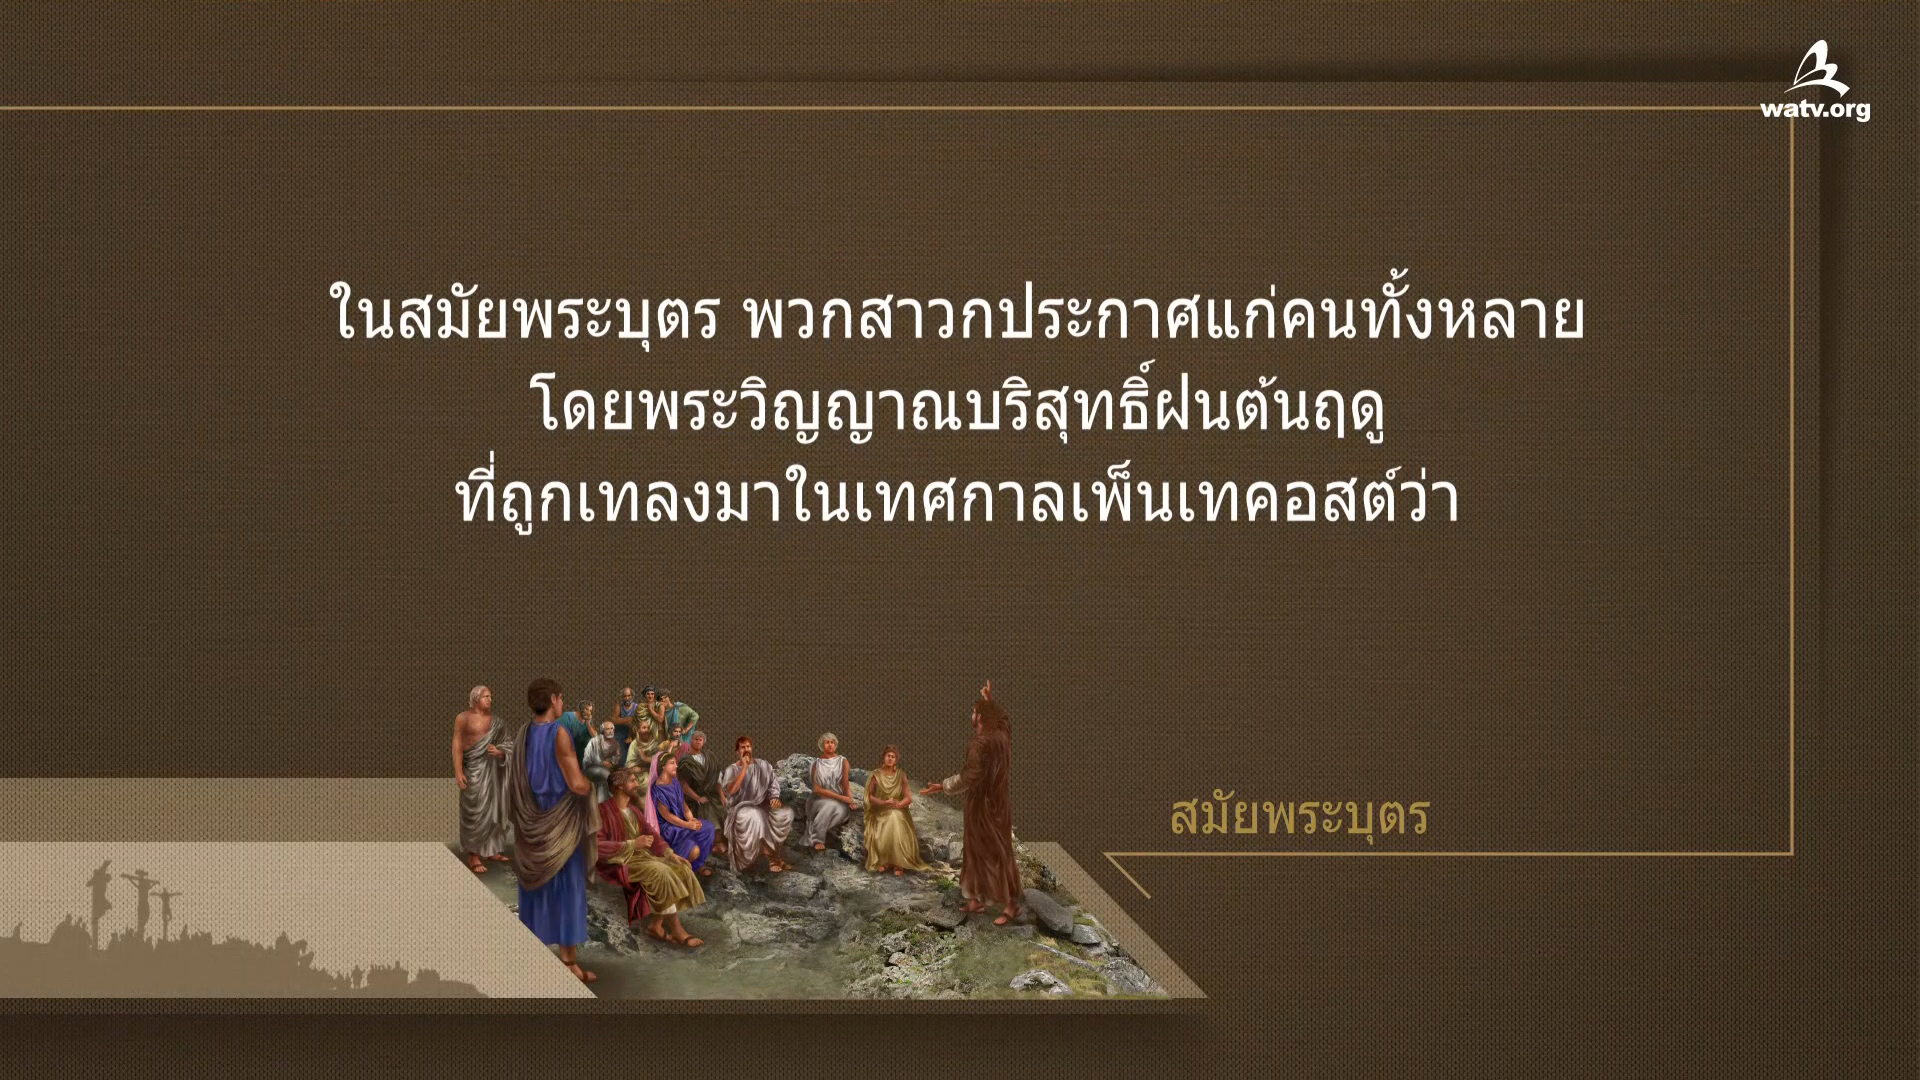 watv.org
ในสมัยพระบุตร พวกสาวกประกาศแก่คนทั้งหลาย
โดยพระวิญญาณบริสุทธิ์ฝนต้นฤดู
ที่ถูกเทลงมาในเทศกาลเพ็นเทคอสต์ว่า
สมัยพระบุตร